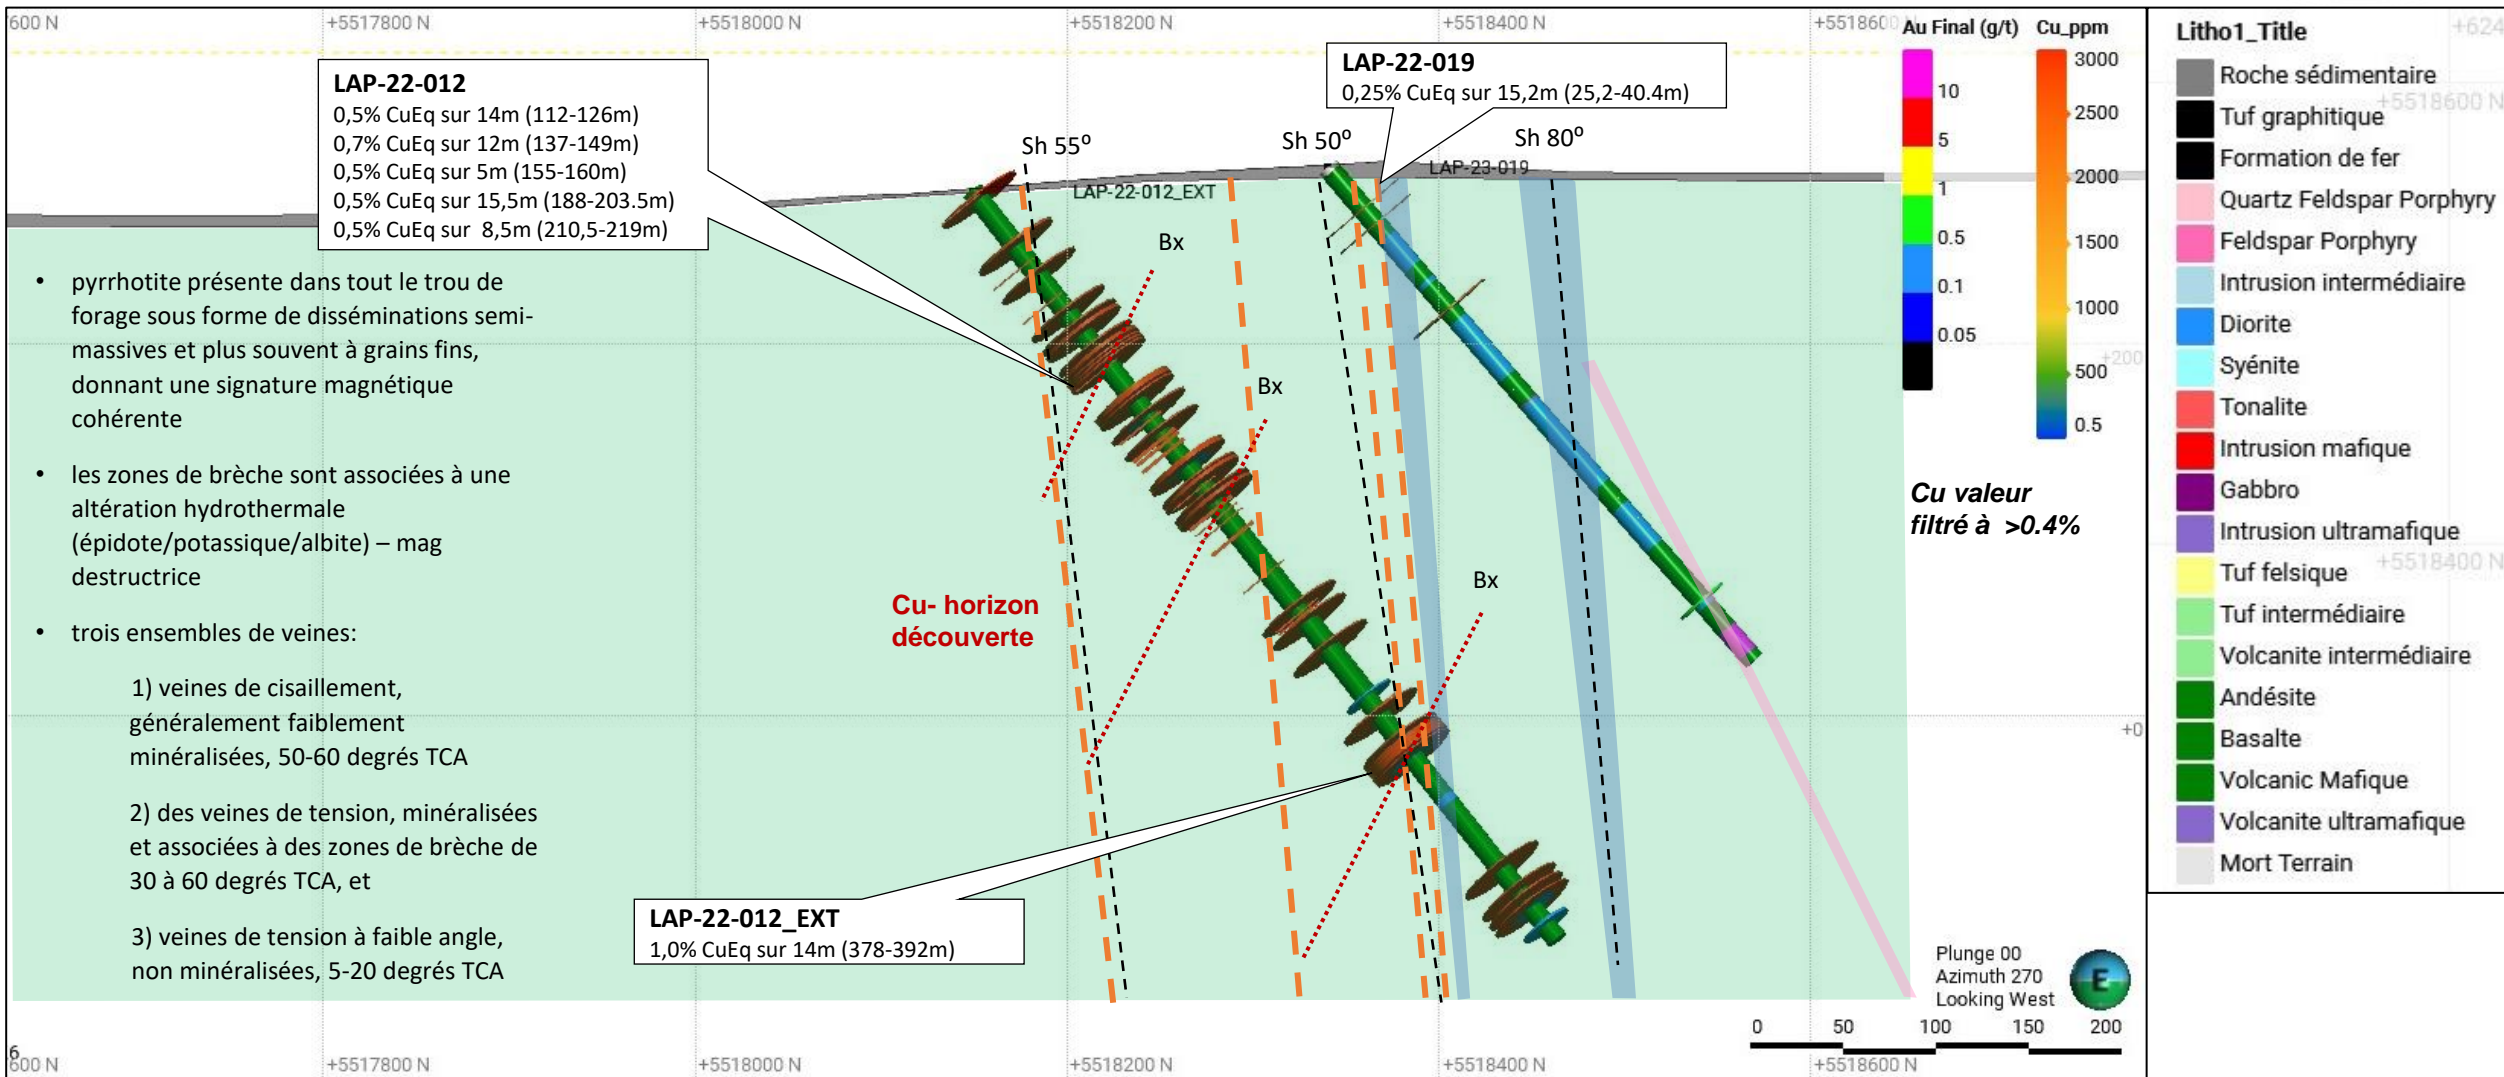 600 N
+5517800 N
+5518000 N
+5518200 N
+5518400 N
+5518600
LAP-22-012
0,5% CuEq sur 14m (112-126m)
0,7% CuEq sur 12m (137-149m)
0,5% CuEq sur 5m (155-160m)
0,5% CuEq sur 15,5m (188-203.5m)
0,5% CuEq sur 8,5m (210,5-219m)
LAP-22-019
0,25% CuEq sur 15,2m (25,2-40.4m)
Sh 55⁰
Sh 50⁰
Sh 80⁰
LAP-22-012_EXT
LAP-23-019
Bx
Bx
Bx
• pyrrhotite présente dans tout le trou de
forage sous forme de disséminations semi-
massives et plus souvent à grains fins,
donnant une signature magnétique
cohérente
• les zones de brèche sont associées à une
altération hydrothermale
(épidote/potassique/albite) – mag
destructrice
• trois ensembles de veines:
1) veines de cisaillement,
généralement faiblement
minéralisées, 50-60 degrés TCA
2) des veines de tension, minéralisées
et associées à des zones de brèche de
30 à 60 degrés TCA, et
3) veines de tension à faible angle,
non minéralisées, 5-20 degrés TCA
Cu- horizon
découverte
LAP-22-012_EXT
1,0% CuEq sur 14m (378-392m)
Au Final (g/t)
10
5
1
0.5
0.1
0.05
Cu_ppm
3000
2500
2000
1500
1000
500
0.5
+200
Cu valeur
filtré à >0.4%
+0
Plunge 00
Azimuth 270
Looking West
E
0 50 100 150 200
6
600 N
+5517800 N
+5518000 N
+5518200 N
+5518400 N
+5518600 N
Litho1_Title
+624
Roche sédimentaire
+5518600 N
Tuf graphitique
Formation de fer
Quartz Feldspar Porphyry
Feldspar Porphyry
Intrusion intermédiaire
Diorite
Syénite
Tonalite
Intrusion mafique
Gabbro
Intrusion ultramafique
Tuf felsique
+5518400 N
Tuf intermédiaire
Volcanite intermédiaire
Andésite
Basalte
Volcanic Mafique
Volcanite ultramafique
Mort Terrain